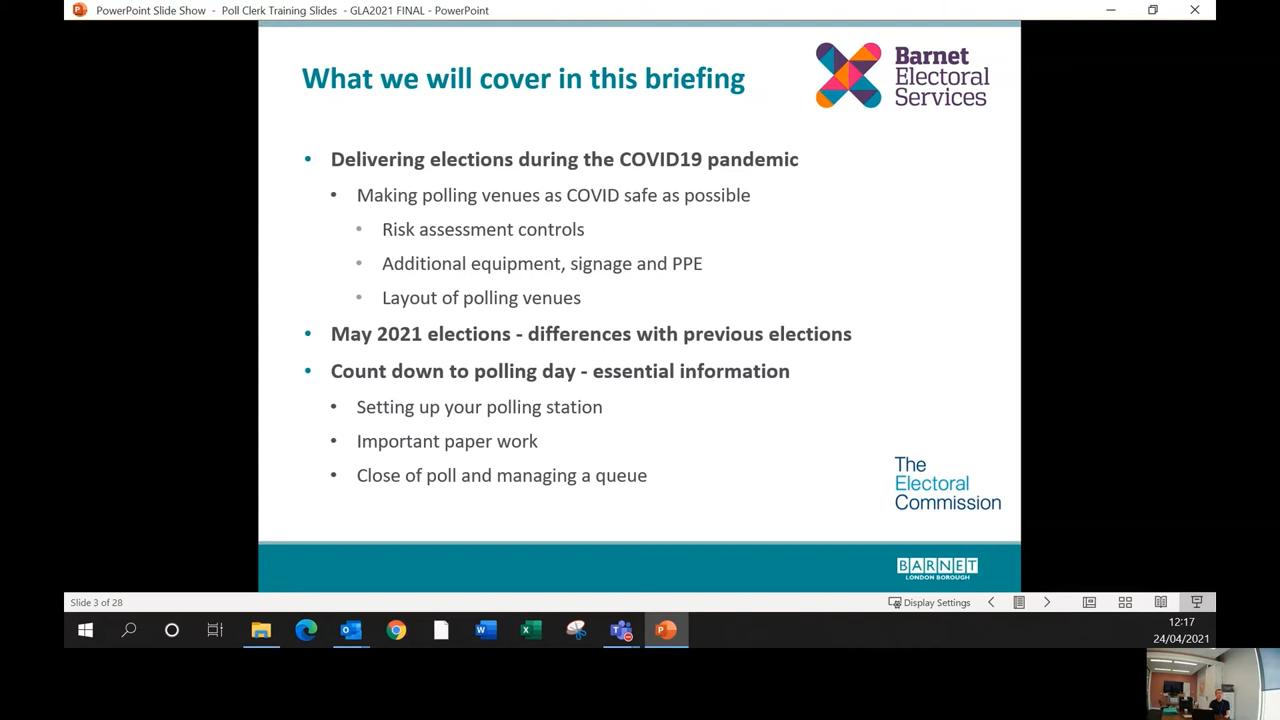 PowerPoint Slide Show - Poll Clerk Training Slides - GLA2021 FINAL - PowerPoint
What we will cover in this briefing
Barnet
Electoral
Services
• Delivering elections during the COVID19 pandemic
• Making polling venues as COVID safe as possible
• Risk assessment controls
• Additional equipment, signage and PPE
• Layout of polling venues
• May 2021 elections - differences with previous elections
• Count down to polling day - essential information
• Setting up your polling station
• Important paper work
• Close of poll and managing a queue
The
Electoral
Commission
BARNET
LONDON BOROUGH
Slide 3 of 28
Display Settings
12:17
24/04/2021